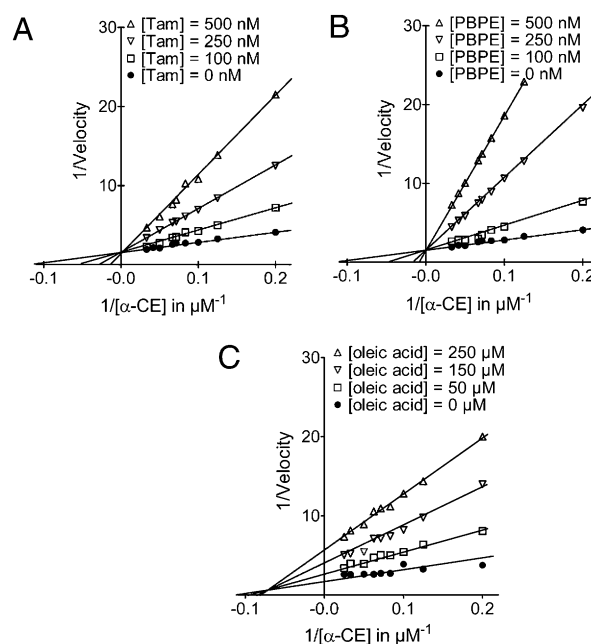 A
△ [Tam] = 500 nM
▽ [Tam] = 250 nM
□ [Tam] = 100 nM
● [Tam] = 0 nM
1/Velocity
30
20
10
-0.1 0.0 0.1 0.2
1/[α-CE] in µM⁻¹
B
△ [PBPE] = 500 nM
▽ [PBPE] = 250 nM
□ [PBPE] = 100 nM
● [PBPE] = 0 nM
1/Velocity
30
20
10
-0.1 0.0 0.1 0.2
1/[α-CE] in µM⁻¹
C
△ [oleic acid] = 250 µM
▽ [oleic acid] = 150 µM
□ [oleic acid] = 50 µM
● [oleic acid] = 0 µM
1/Velocity
30
20
10
-0.1 0.0 0.1 0.2
1/[α-CE] in µM⁻¹